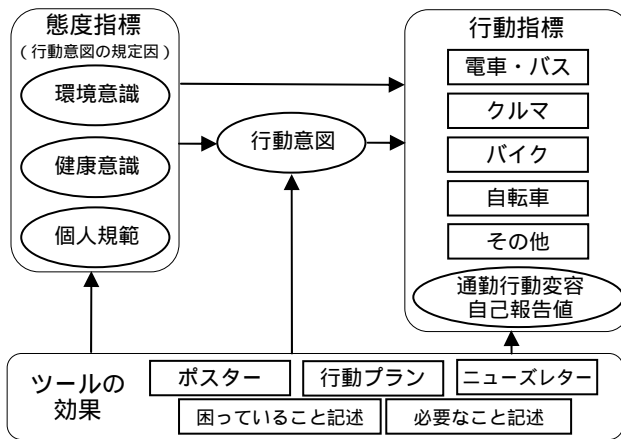 態度指標
（行動意図の規定因）
環境意識
健康意識
個人規範
行動意図
行動指標
電車・バス
クルマ
バイク
自転車
その他
通勤行動変容
自己報告値
ツールの
効果
ポスター
行動プラン
ニューズレター
困っていること記述
必要なこと記述